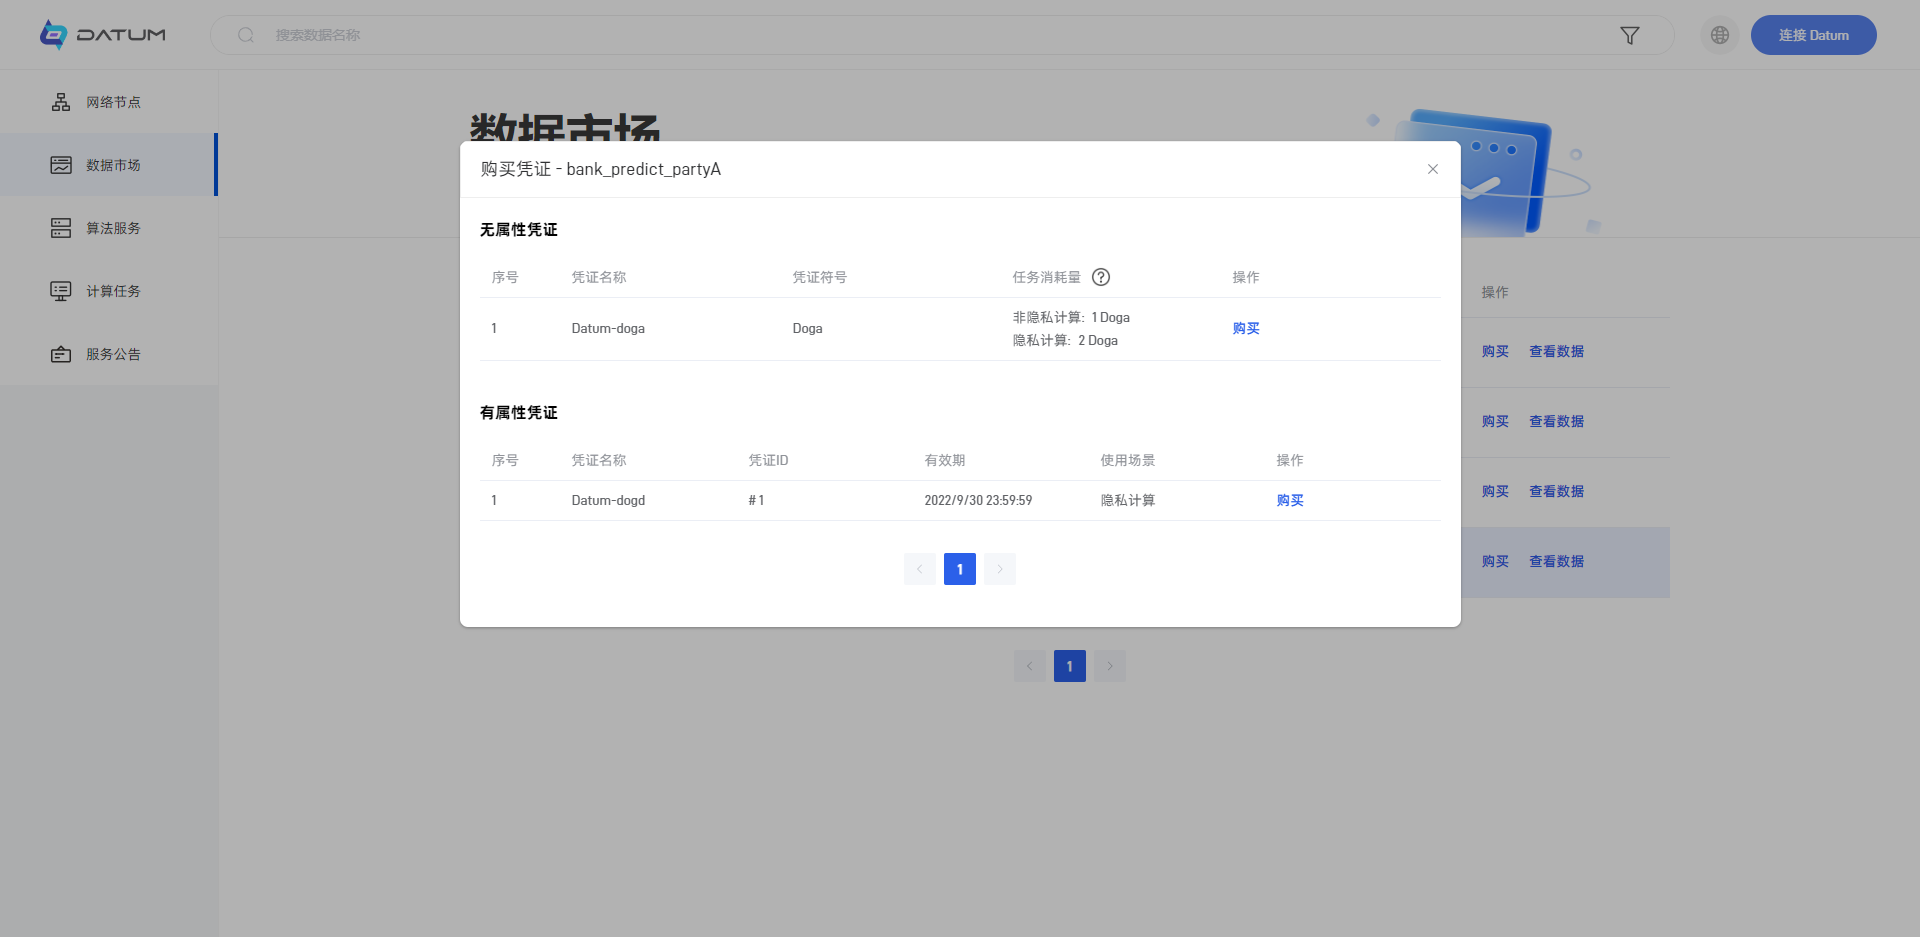 DATUM
搜索数据名称
连接 Datum
网络节点
数据市场
算法服务
计算任务
服务公告
数据市场
购买凭证 - bank_predict_partyA
无属性凭证
序号 凭证名称 凭证符号 任务消耗量 ? 操作
1 Datum-doga Doga 非隐私计算: 1 Doga 购买
隐私计算: 2 Doga
有属性凭证
序号 凭证名称 凭证ID 有效期 使用场景 操作
1 Datum-dogd # 1 2022/9/30 23:59:59 隐私计算 购买
1
操作
购买 查看数据
购买 查看数据
购买 查看数据
购买 查看数据
1